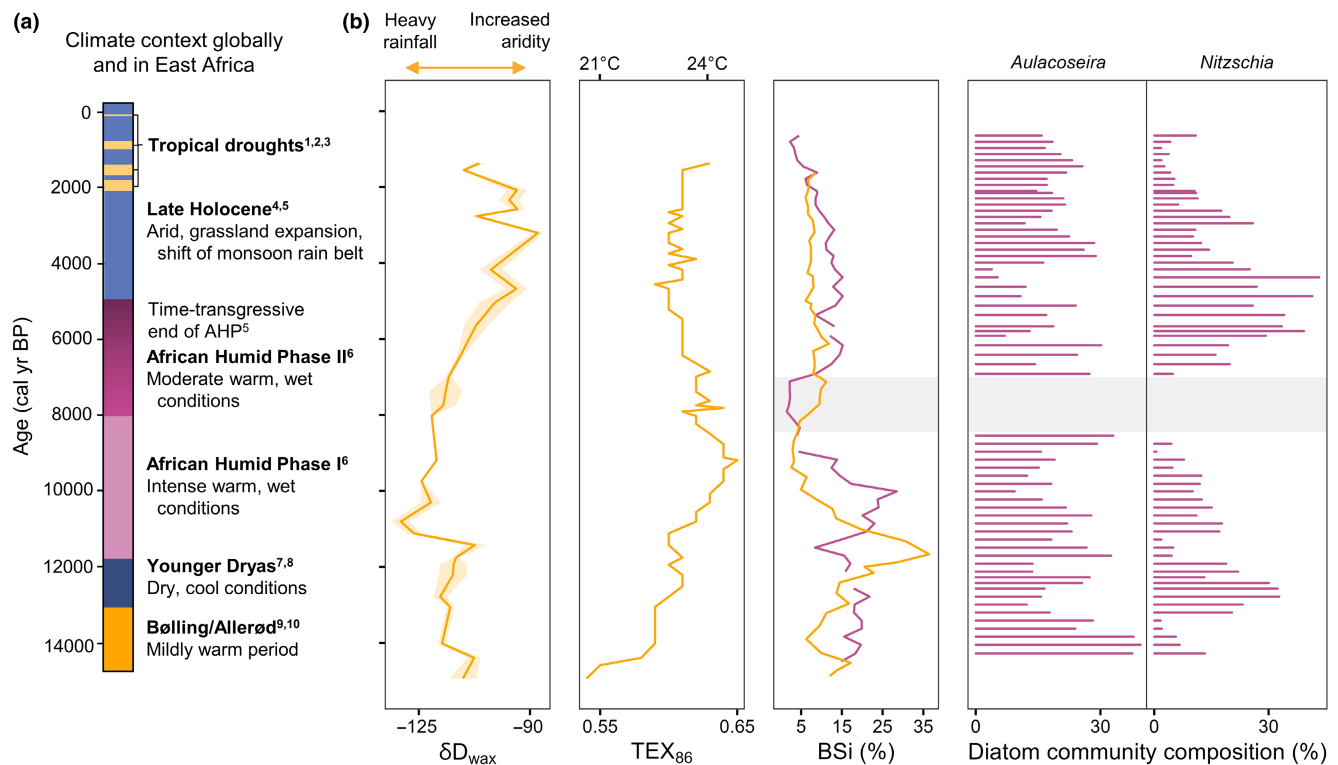 (a)
Climate context globally
and in East Africa
Age (cal yr BP)
0
2000
4000
6000
8000
10000
12000
14000
Tropical droughts1,2,3
Late Holocene4,5
Arid, grassland expansion,
shift of monsoon rain belt
Time-transgressive
end of AHP5
African Humid Phase II6
Moderate warm, wet
conditions
African Humid Phase I6
Intense warm, wet
conditions
Younger Dryas7,8
Dry, cool conditions
Bølling/Allerød9,10
Mildly warm period
(b)
Heavy
rainfall
Increased
aridity
−125
−90
δDwax
21°C
24°C
0.55
0.65
TEX86
5
15
25
35
BSi (%)
Aulacoseira
Nitzschia
0
30
0
30
Diatom community composition (%)